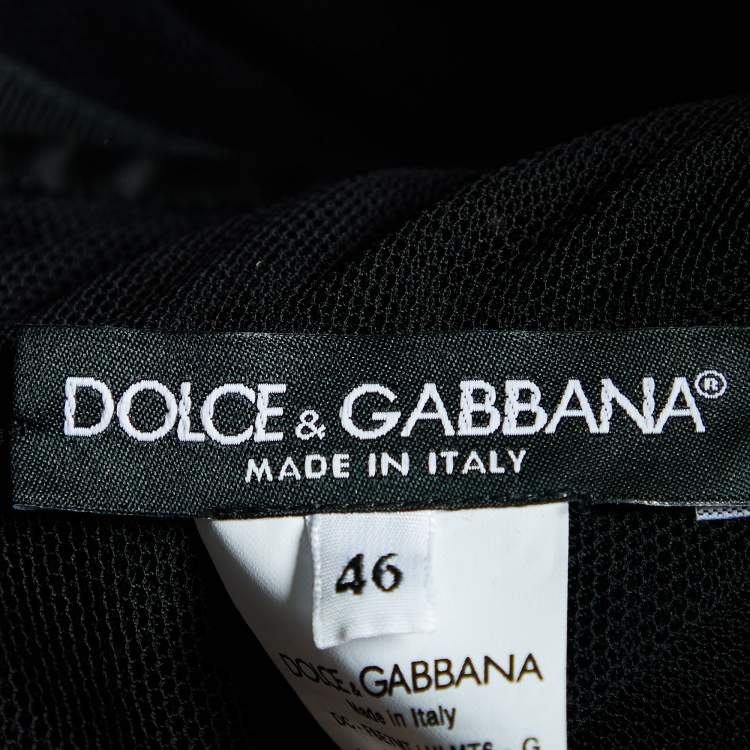 DOLCE & GABBANA®
MADE IN ITALY
46
DOLCE & GABBANA
Made in Italy